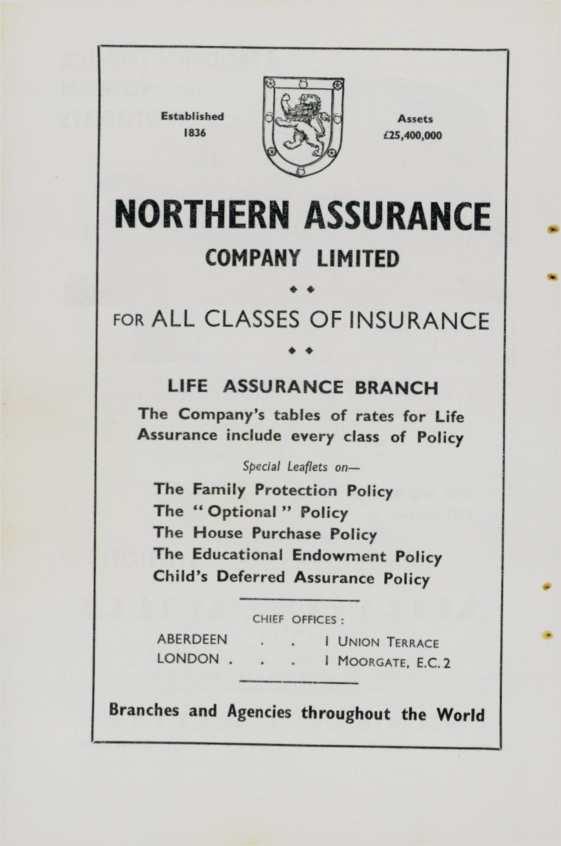 Established
1836
Assets
£25,400,000
NORTHERN ASSURANCE
COMPANY LIMITED
FOR ALL CLASSES OF INSURANCE
LIFE ASSURANCE BRANCH
The Company's tables of rates for Life
Assurance include every class of Policy
Special Leaflets on—
The Family Protection Policy
The “Optional” Policy
The House Purchase Policy
The Educational Endowment Policy
Child's Deferred Assurance Policy
CHIEF OFFICES :
ABERDEEN . . 1 UNION TERRACE
LONDON . . . 1 MOORGATE, E.C. 2
Branches and Agencies throughout the World